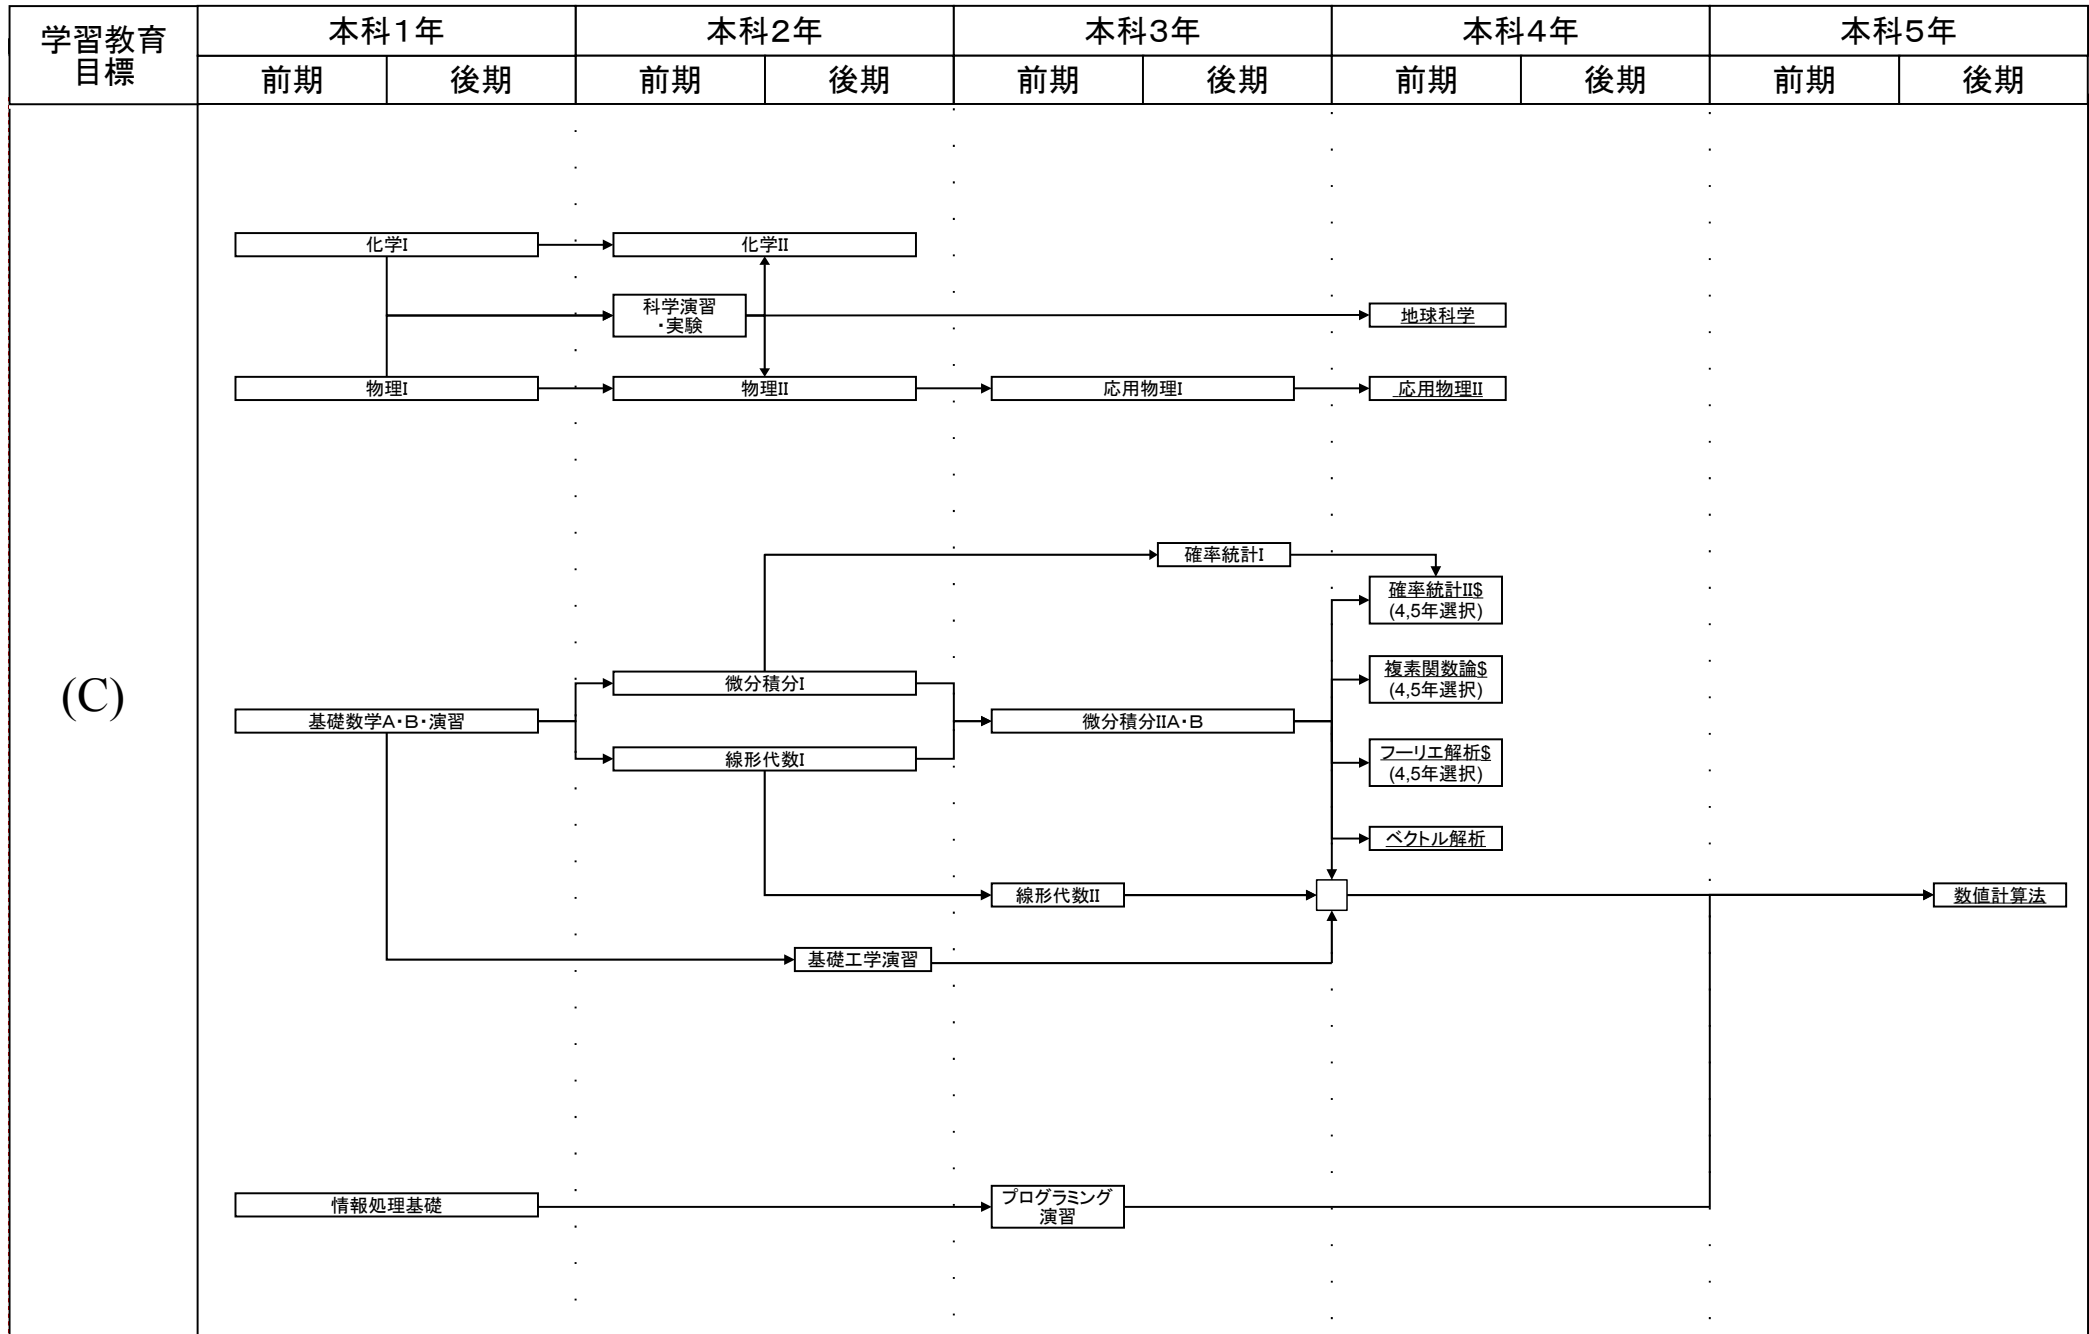 学習教育
目標
本科1年
本科2年
本科3年
本科4年
本科5年
前期
後期
前期
後期
前期
後期
前期
後期
前期
後期
(C)
化学I
化学II
科学演習
・実験
地球科学
物理I
物理II
応用物理I
応用物理II
確率統計I
確率統計II$
(4,5年選択)
複素関数論$
(4,5年選択)
微分積分I
基礎数学A・B・演習
微分積分IIA・B
線形代数I
フーリエ解析$
(4,5年選択)
ベクトル解析
線形代数II
数値計算法
基礎工学演習
情報処理基礎
プログラミング
演習